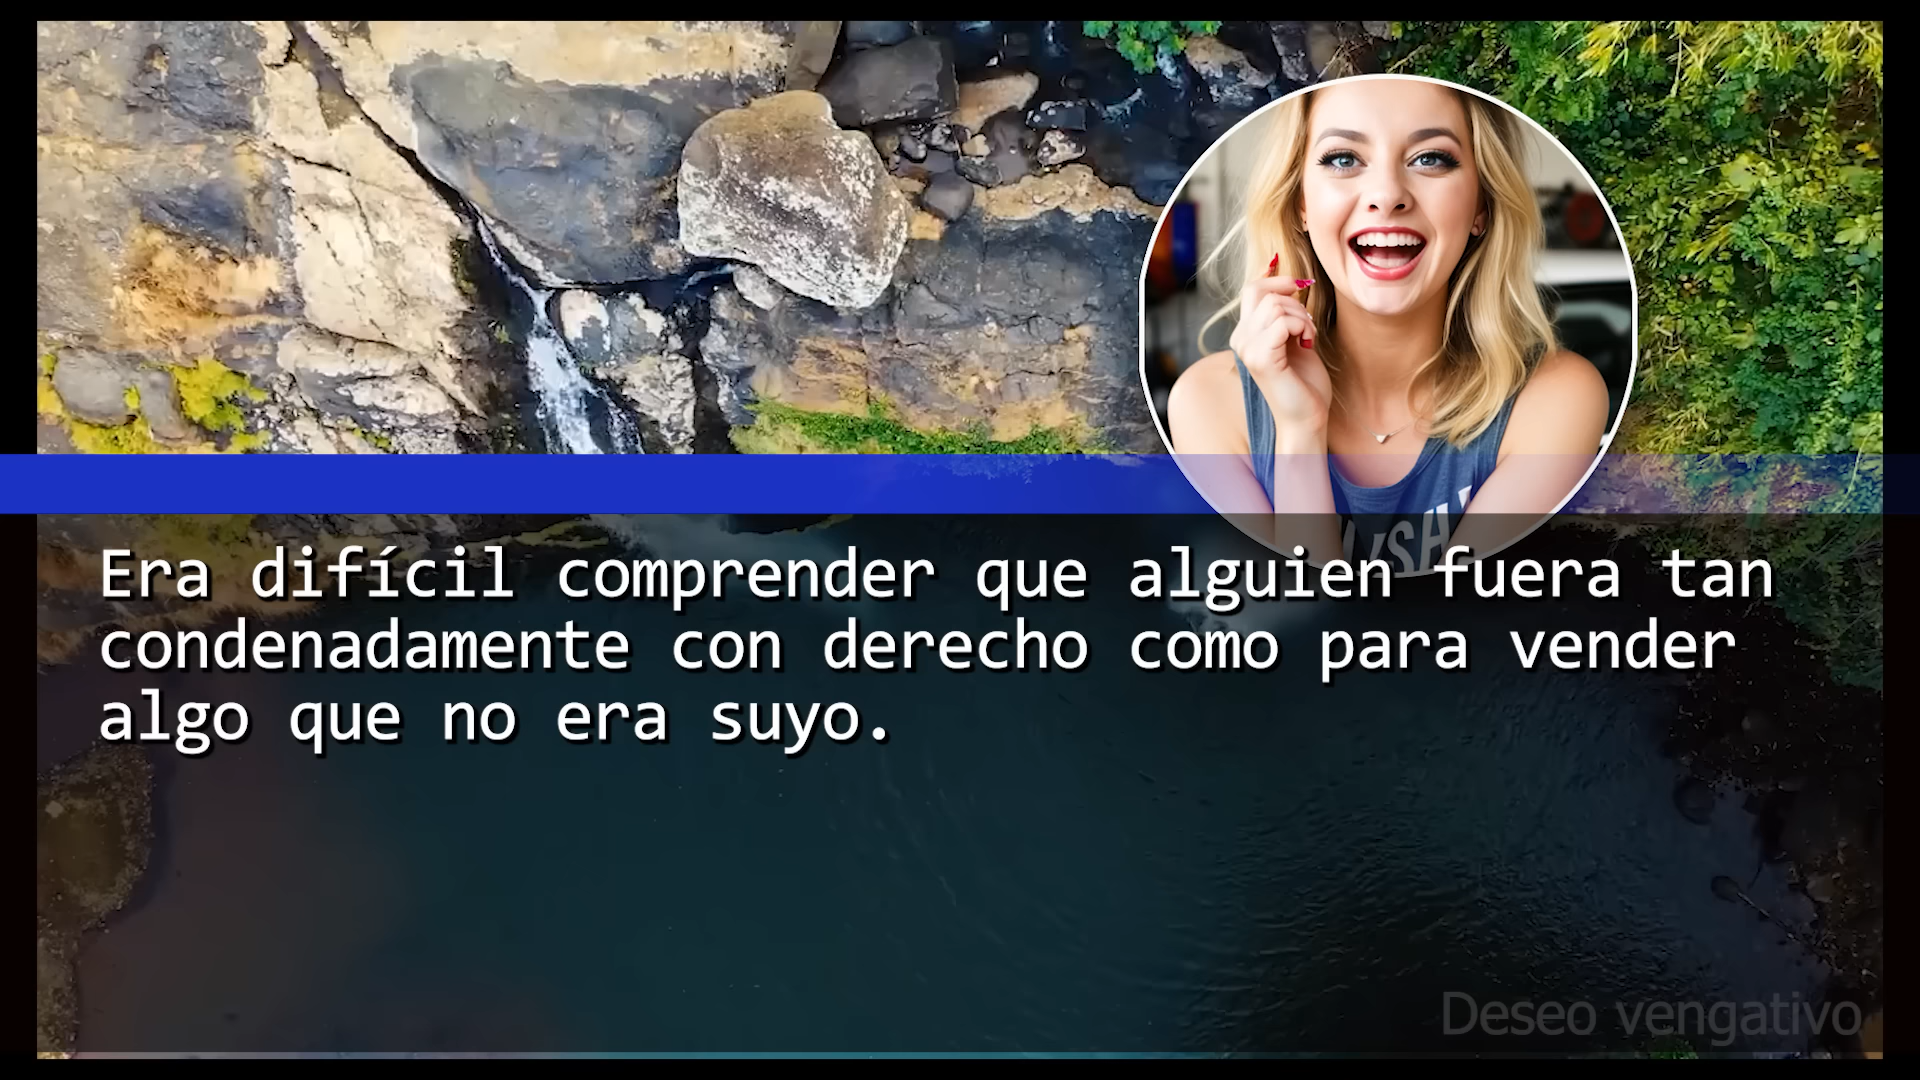 Era difícil comprender que alguien fuera tan
condenadamente con derecho como para vender
algo que no era suyo.
Deseo vengativo